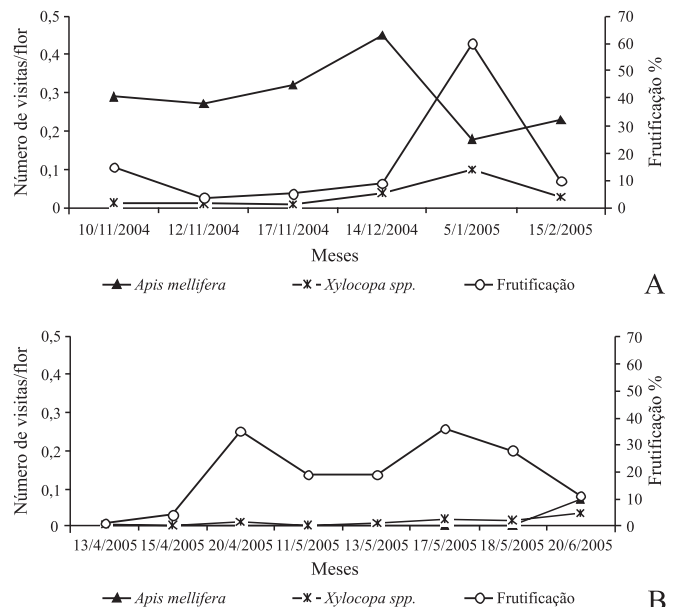 Número de visitas/flor
0,5
0,4
0,3
0,2
0,1
0
70
60
50
40
30
20
10
0
Frutificação %
10/11/2004 12/11/2004 17/11/2004 14/12/2004 5/1/2005 15/2/2005
Meses
Apis mellifera Xylocopa spp. Frutificação
A
Número de visitas/flor
0,5
0,4
0,3
0,2
0,1
0
70
60
50
40
30
20
10
0
Frutificação %
13/4/2005 15/4/2005 20/4/2005 11/5/2005 13/5/2005 17/5/2005 18/5/2005 20/6/2005
Meses
Apis mellifera Xylocopa spp. Frutificação
B